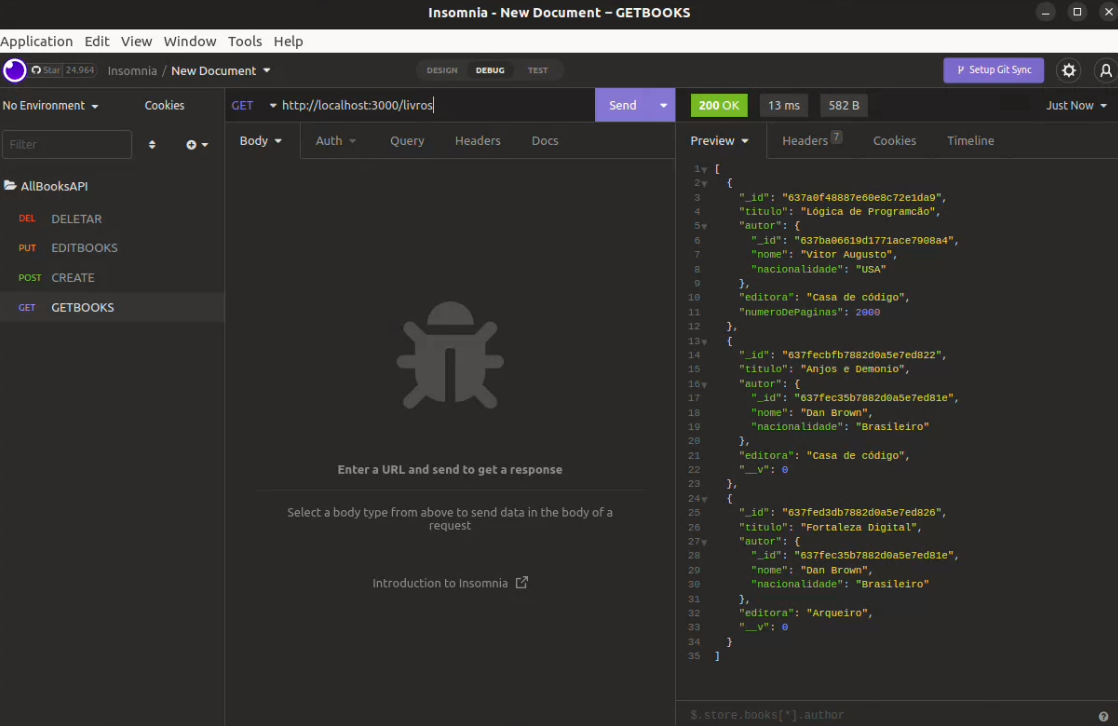 Insomnia - New Document – GETBOOKS
Application Edit View Window Tools Help
Star 24,964 Insomnia / New Document DESIGN DEBUG TEST Setup Git Sync
No Environment Cookies
Filter
AllBooksAPI
DEL DELETAR
PUT EDITBOOKS
POST CREATE
GET GETBOOKS
GET http://localhost:3000/livros Send
Body Auth Query Headers Docs
Enter a URL and send to get a response
Select a body type from above to send data in the body of a
request
Introduction to Insomnia
200 OK 13 ms 582 B Just Now
Preview Headers 7 Cookies Timeline
1 [
2 {
3 "_id": "637a0f48887e60e8c72e1da9",
4 "titulo": "Lógica de Programcão",
5 "autor": {
6 "_id": "637ba06619d1771ace7908a4",
7 "nome": "Vitor Augusto",
8 "nacionalidade": "USA"
9 },
10 "editora": "Casa de código",
11 "numeroDePaginas": 2000
12 },
13 {
14 "_id": "637fecbfb7882d0a5e7ed822",
15 "titulo": "Anjos e Demonio",
16 "autor": {
17 "_id": "637fec35b7882d0a5e7ed81e",
18 "nome": "Dan Brown",
19 "nacionalidade": "Brasileiro"
20 },
21 "editora": "Casa de código",
22 "__v": 0
23 },
24 {
25 "_id": "637fed3db7882d0a5e7ed826",
26 "titulo": "Fortaleza Digital",
27 "autor": {
28 "_id": "637fec35b7882d0a5e7ed81e",
29 "nome": "Dan Brown",
30 "nacionalidade": "Brasileiro"
31 },
32 "editora": "Arqueiro",
33 "__v": 0
34 }
35 ]
$.store.books[*].author